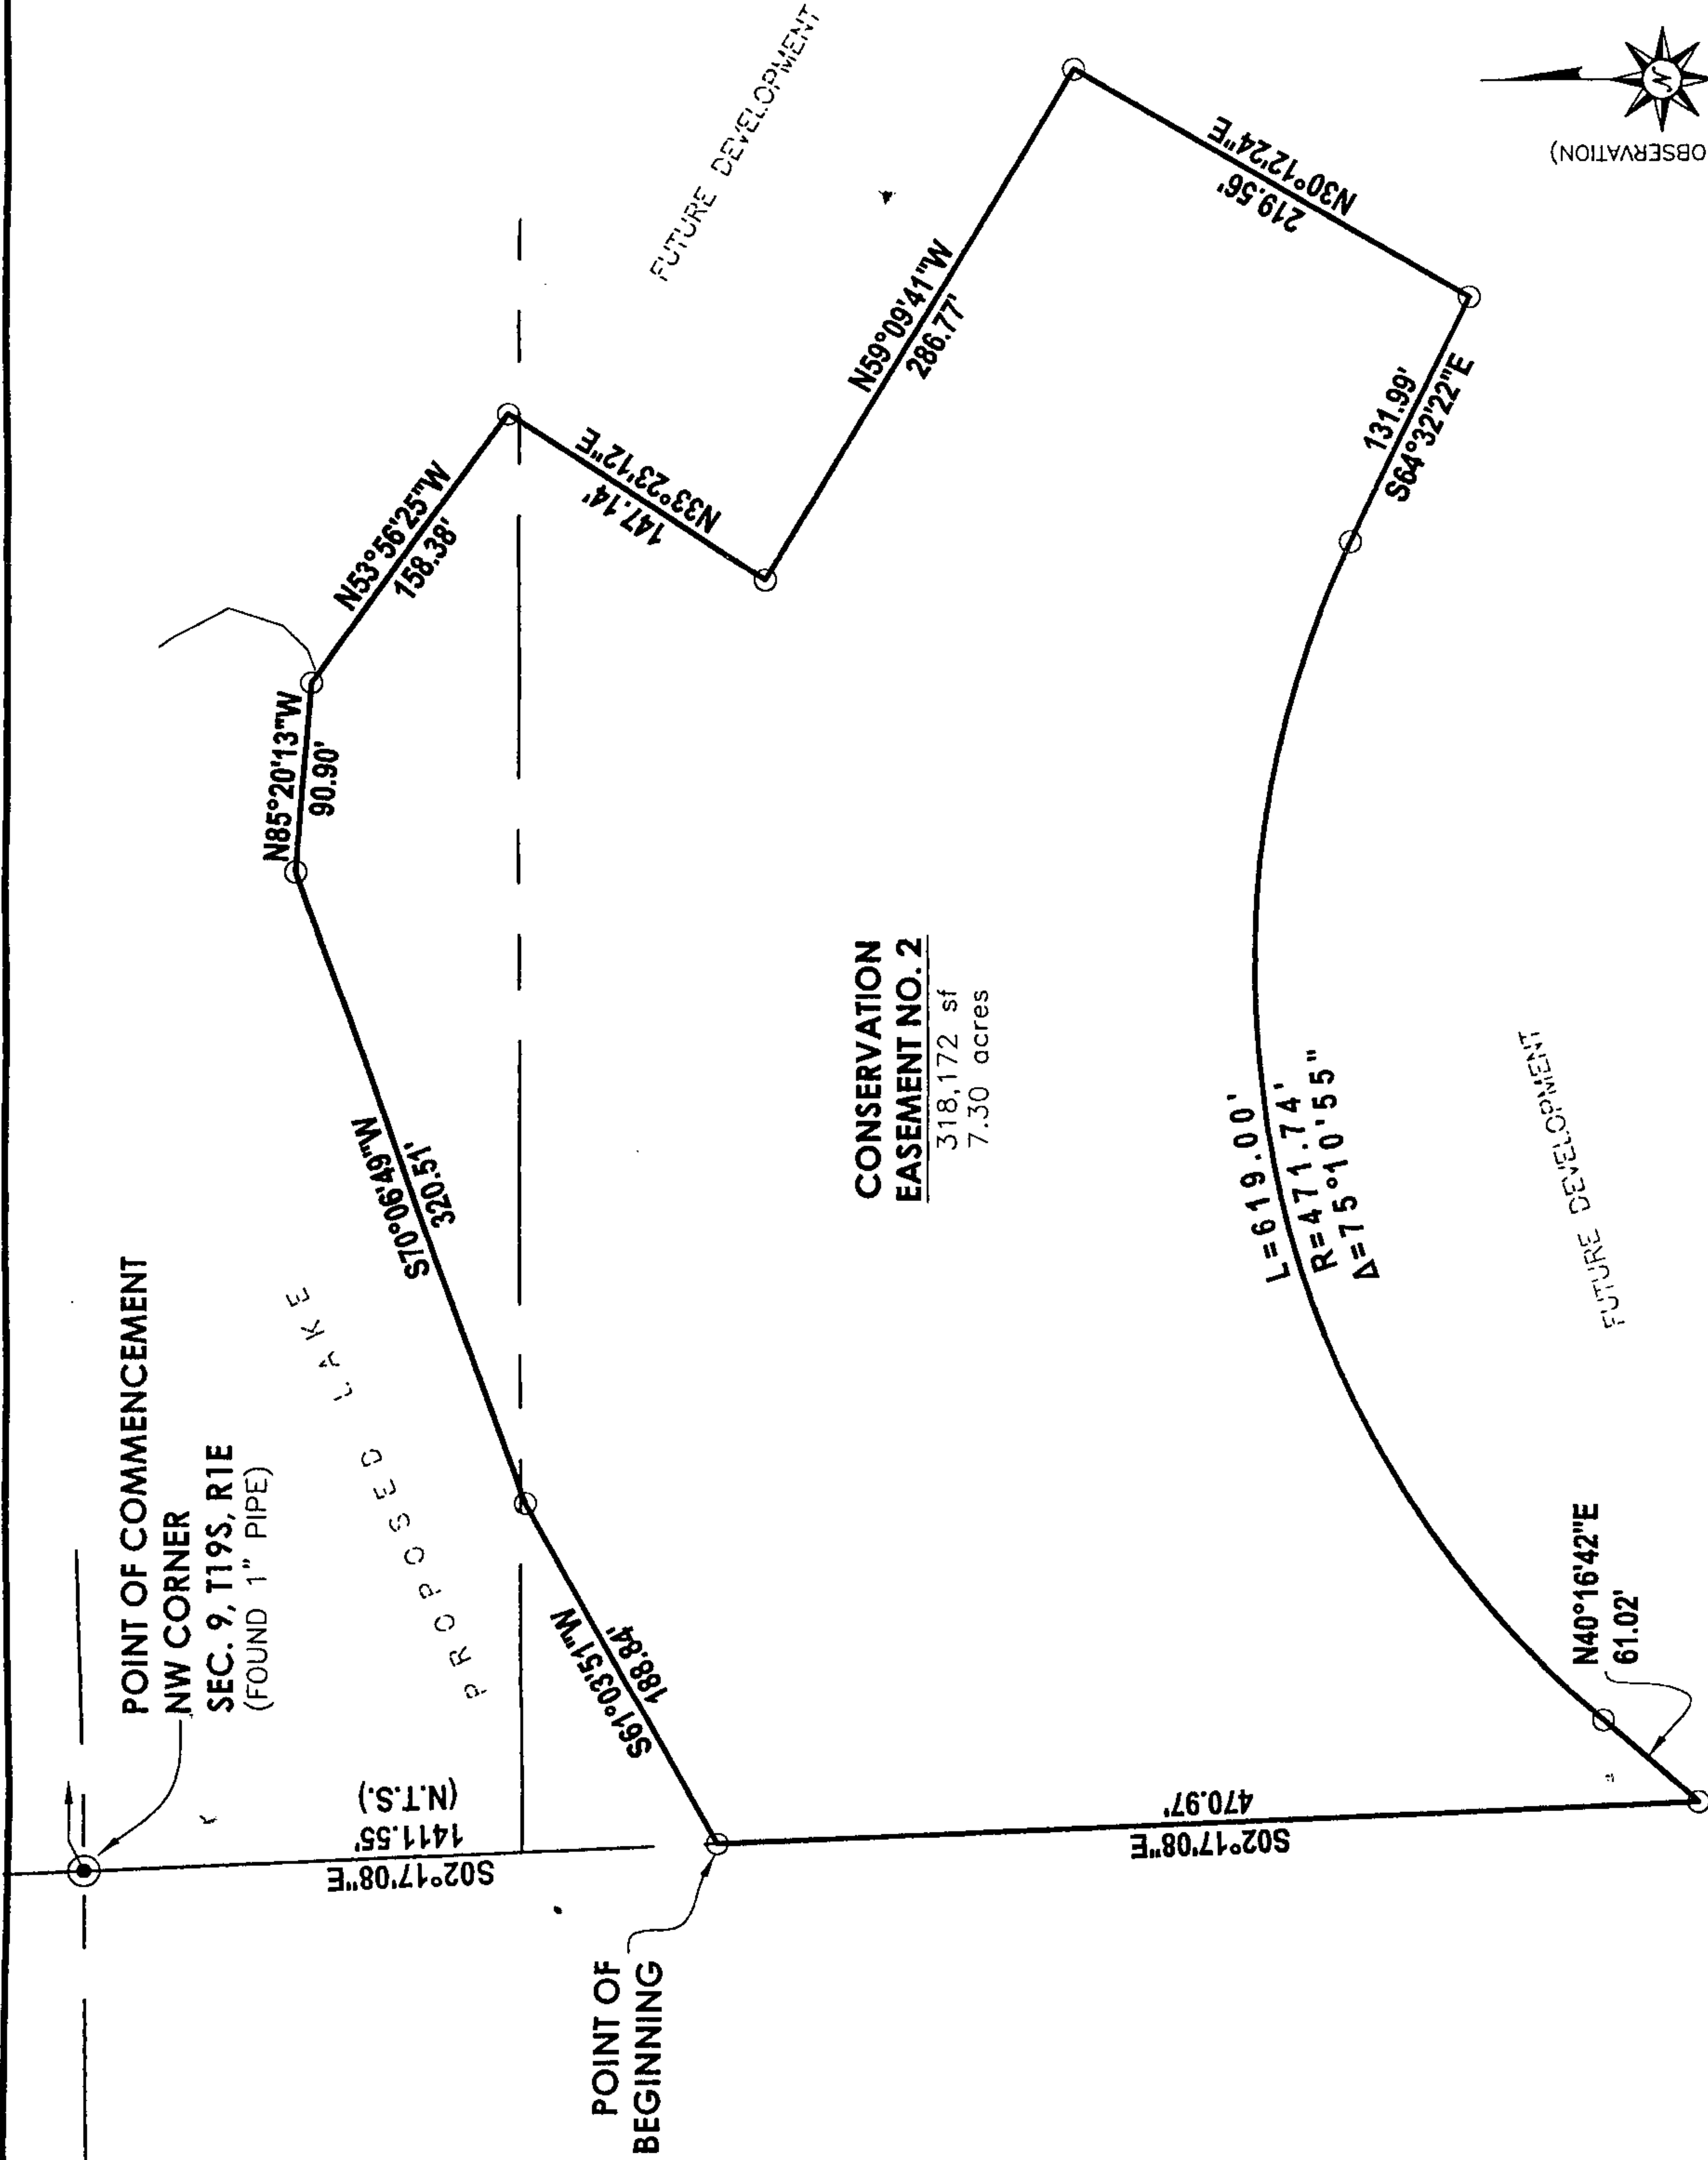 POINT OF COMMENCEMENT
NW CORNER
SEC. 9, T19S, R1E
(FOUND 1" PIPE)
S02°17'08"E
1411.55'
(N.T.S.)
PROPOSED LAKE
POINT OF
BEGINNING
S61°03'51"W
188.84'
S70°06'49"W
320.51'
N85°20'13"W
90.90'
N53°56'25"W
158.38'
N33°23'12"E
147.14'
FUTURE DEVELOPMENT
N59°09'41"W
286.77'
N30°12'24"E
219.56'
131.99'
S64°32'22"E
CONSERVATION
EASEMENT NO. 2
318,172 sf
7.30 acres
L=619.00'
R=471.74'
Δ=75°10'55"
FUTURE DEVELOPMENT
N40°16'42"E
61.02'
470.97'
S02°17'08"E
N
OBSERVATION)